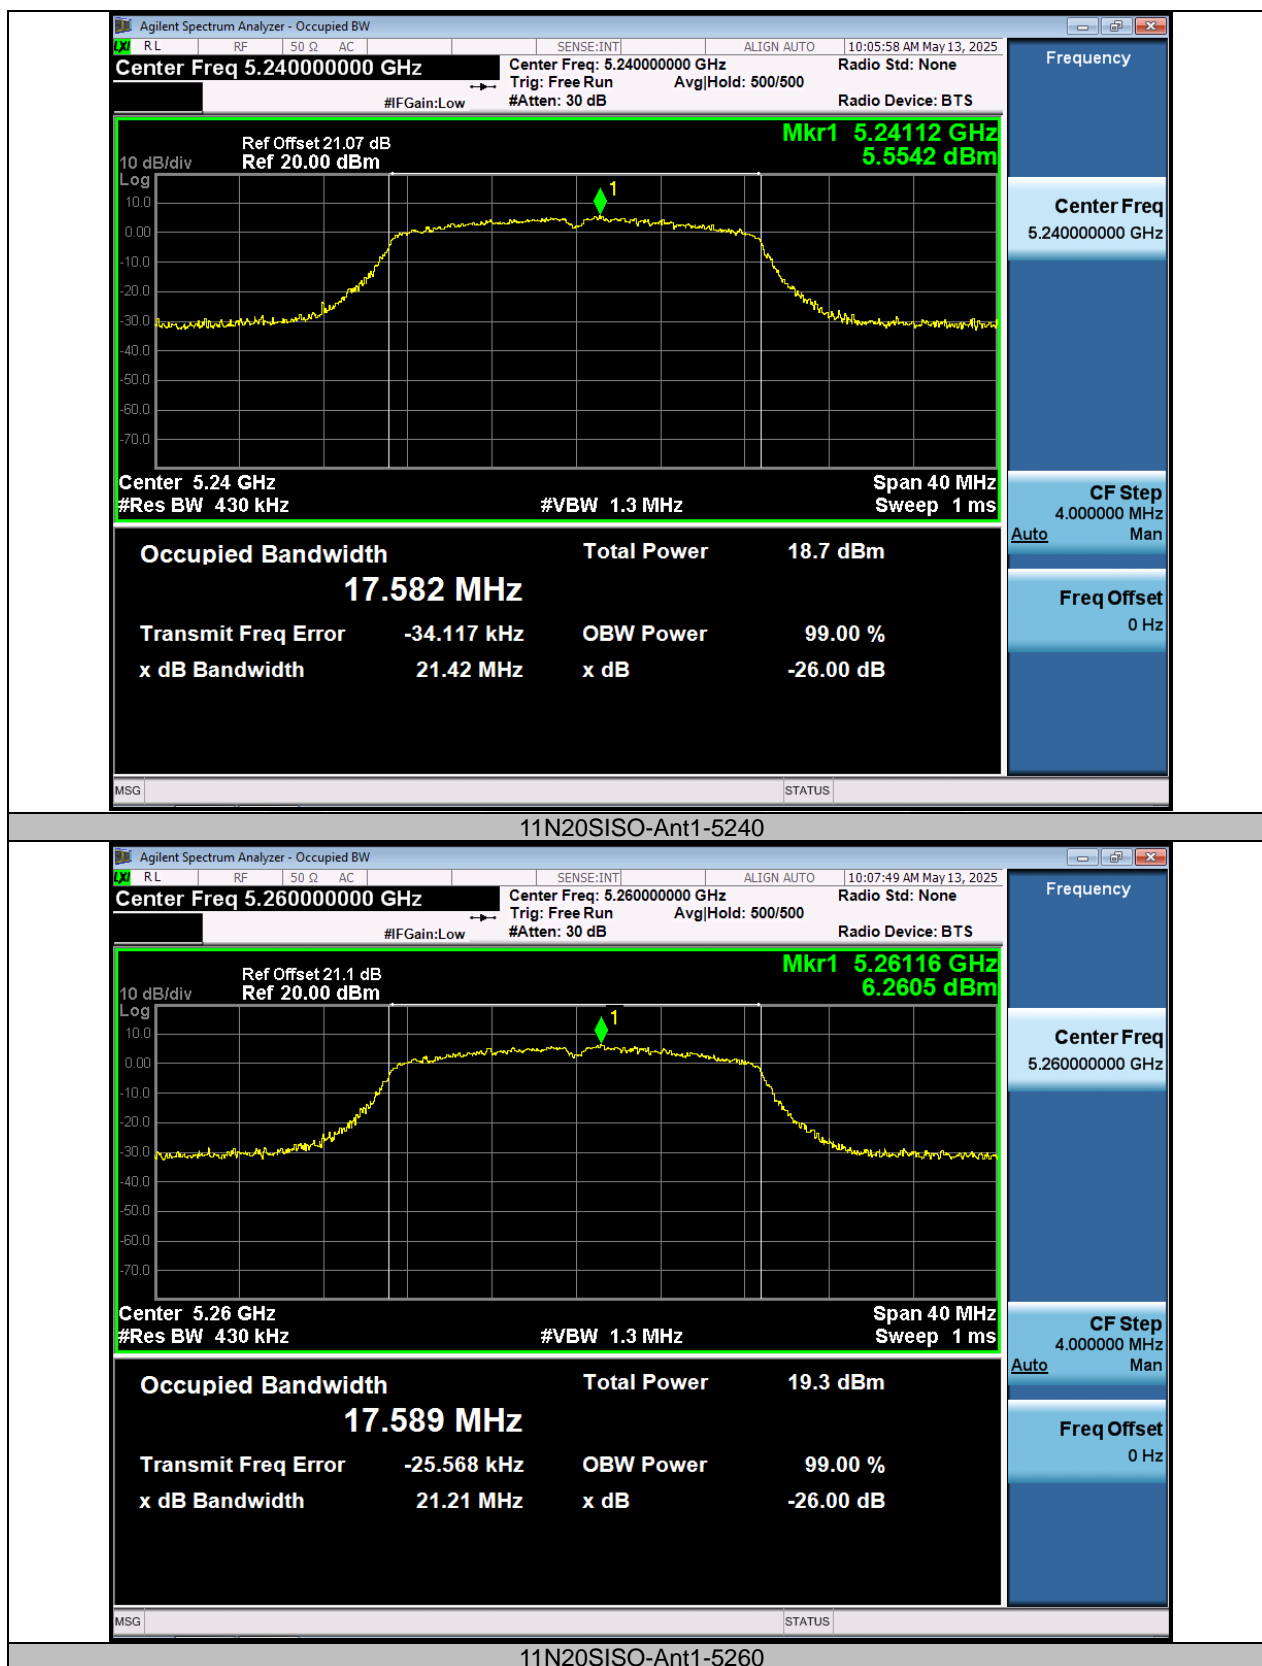 Agilent Spectrum Analyzer - Occupied BW
LXI RL RF 50 Ω AC SENSE:INT ALIGN AUTO 10:05:58 AM May 13, 2025
Center Freq 5.240000000 GHz
Center Freq: 5.240000000 GHz
Radio Std: None
Trig: Free Run Avg|Hold: 500/500
#IFGain:Low #Atten: 30 dB Radio Device: BTS
Frequency
Mkr1 5.24112 GHz
5.5542 dBm
Ref Offset 21.07 dB
10 dB/div Ref 20.00 dBm
Log
1
10.0
0.00
-10.0
-20.0
-30.0
-40.0
-50.0
-60.0
-70.0
Center Freq
5.240000000 GHz
Center 5.24 GHz Span 40 MHz
#Res BW 430 kHz #VBW 1.3 MHz Sweep 1 ms
CF Step
4.000000 MHz
Auto Man
Occupied Bandwidth Total Power 18.7 dBm
17.582 MHz
Transmit Freq Error -34.117 kHz OBW Power 99.00 %
x dB Bandwidth 21.42 MHz x dB -26.00 dB
Freq Offset
0 Hz
MSG STATUS
11N20SISO-Ant1-5240
Agilent Spectrum Analyzer - Occupied BW
LXI RL RF 50 Ω AC SENSE:INT ALIGN AUTO 10:07:49 AM May 13, 2025
Center Freq 5.260000000 GHz
Center Freq: 5.260000000 GHz
Radio Std: None
Trig: Free Run Avg|Hold: 500/500
#IFGain:Low #Atten: 30 dB Radio Device: BTS
Frequency
Mkr1 5.26116 GHz
6.2605 dBm
Ref Offset 21.1 dB
10 dB/div Ref 20.00 dBm
Log
1
10.0
0.00
-10.0
-20.0
-30.0
-40.0
-50.0
-60.0
-70.0
Center Freq
5.260000000 GHz
Center 5.26 GHz Span 40 MHz
#Res BW 430 kHz #VBW 1.3 MHz Sweep 1 ms
CF Step
4.000000 MHz
Auto Man
Occupied Bandwidth Total Power 19.3 dBm
17.589 MHz
Transmit Freq Error -25.568 kHz OBW Power 99.00 %
x dB Bandwidth 21.21 MHz x dB -26.00 dB
Freq Offset
0 Hz
MSG STATUS
11N20SISO-Ant1-5260